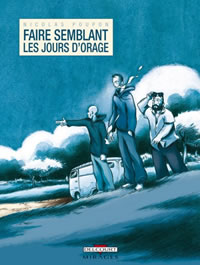 NICOLAS POUPON
FAIRE SEMBLANT
LES JOURS D'ORAGE
DELCOURT
MIRAGES